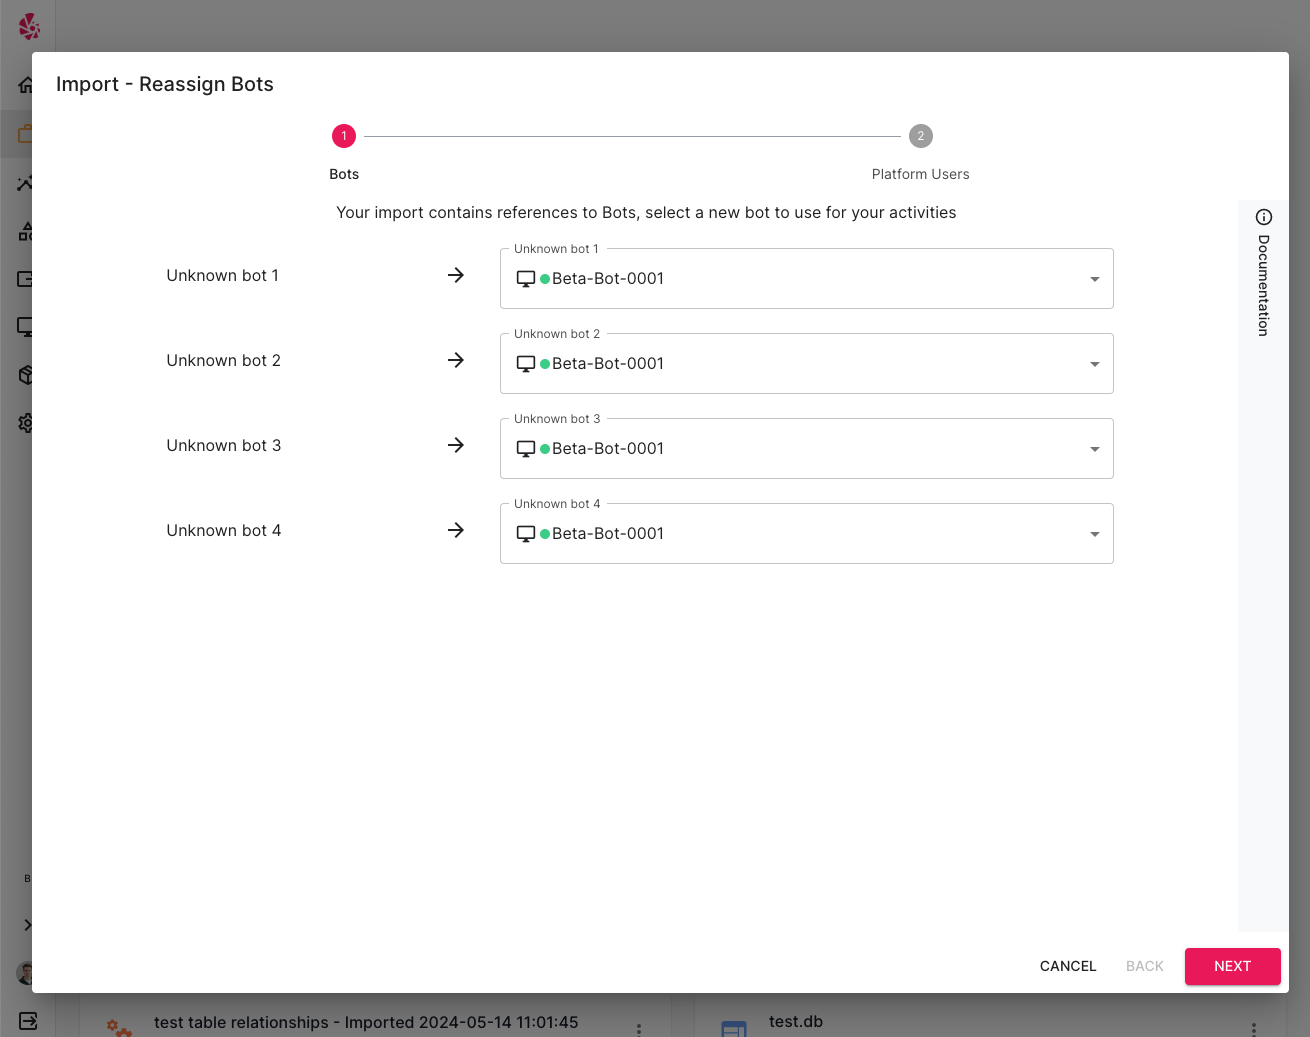 Import - Reassign Bots
1
2
Bots
Platform Users
Your import contains references to Bots, select a new bot to use for your activities
Documentation
Unknown bot 1
Unknown bot 1
Beta-Bot-0001
Unknown bot 2
Unknown bot 2
Beta-Bot-0001
Unknown bot 3
Unknown bot 3
Beta-Bot-0001
Unknown bot 4
Unknown bot 4
Beta-Bot-0001
B
CANCEL
BACK
NEXT
test table relationships - Imported 2024-05-14 11:01:45
test.db